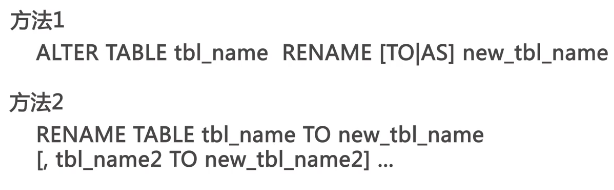 方法1
ALTER TABLE tbl_name  RENAME [TO|AS] new_tbl_name
方法2
RENAME TABLE tbl_name TO new_tbl_name
[, tbl_name2 TO new_tbl_name2] ...